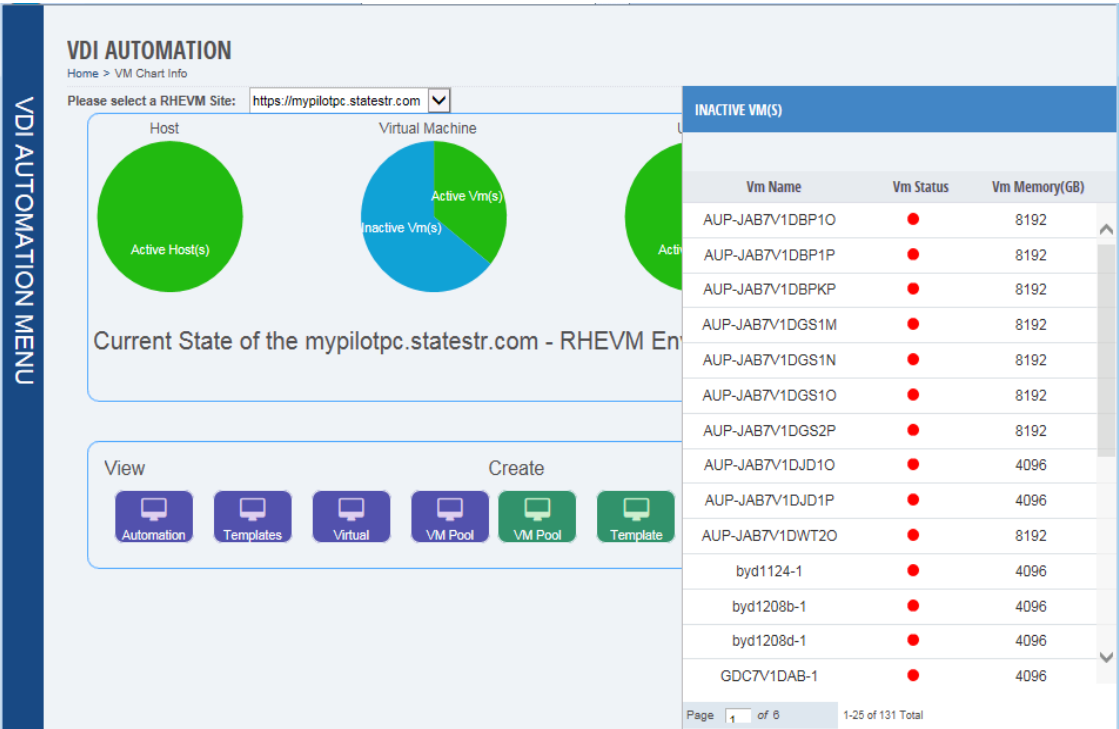 VDI AUTOMATION MENU
VDI AUTOMATION
Home > VM Chart Info
Please select a RHEVM Site: https://mypilotpc.statestr.com
Host
Virtual Machine
Active Host(s)
Active Vm(s)
Inactive Vm(s)
Current State of the mypilotpc.statestr.com - RHEVM
View
Create
Automation
Templates
Virtual
VM Pool
VM Pool
Template
INACTIVE VM(S)
Vm Name Vm Status Vm Memory(GB)
AUP-JAB7V1DBP1O 8192
AUP-JAB7V1DBP1P 8192
AUP-JAB7V1DBPKP 8192
AUP-JAB7V1DGS1M 8192
AUP-JAB7V1DGS1N 8192
AUP-JAB7V1DGS1O 8192
AUP-JAB7V1DGS2P 8192
AUP-JAB7V1DJD1O 4096
AUP-JAB7V1DJD1P 4096
AUP-JAB7V1DWT2O 8192
byd1124-1 4096
byd1208b-1 4096
byd1208d-1 4096
GDC7V1DAB-1 4096
Page 1 of 6 1-25 of 131 Total